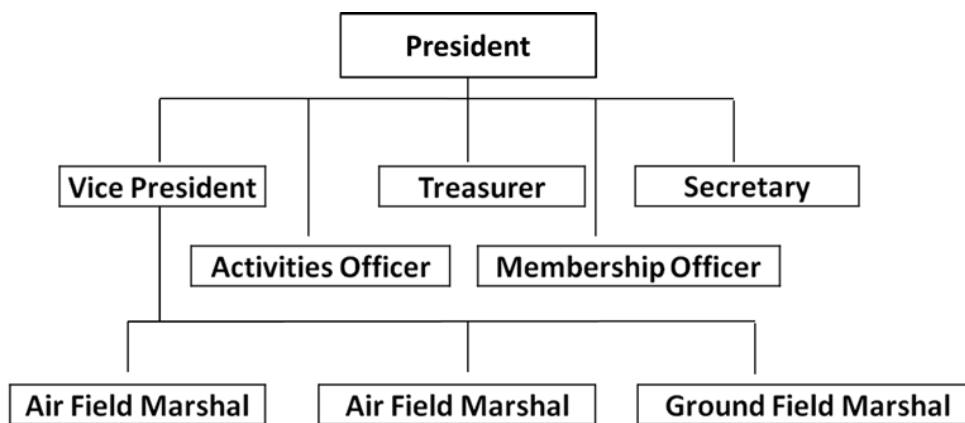 President
Vice President
Treasurer
Secretary
Activities Officer
Membership Officer
Air Field Marshal
Air Field Marshal
Ground Field Marshal